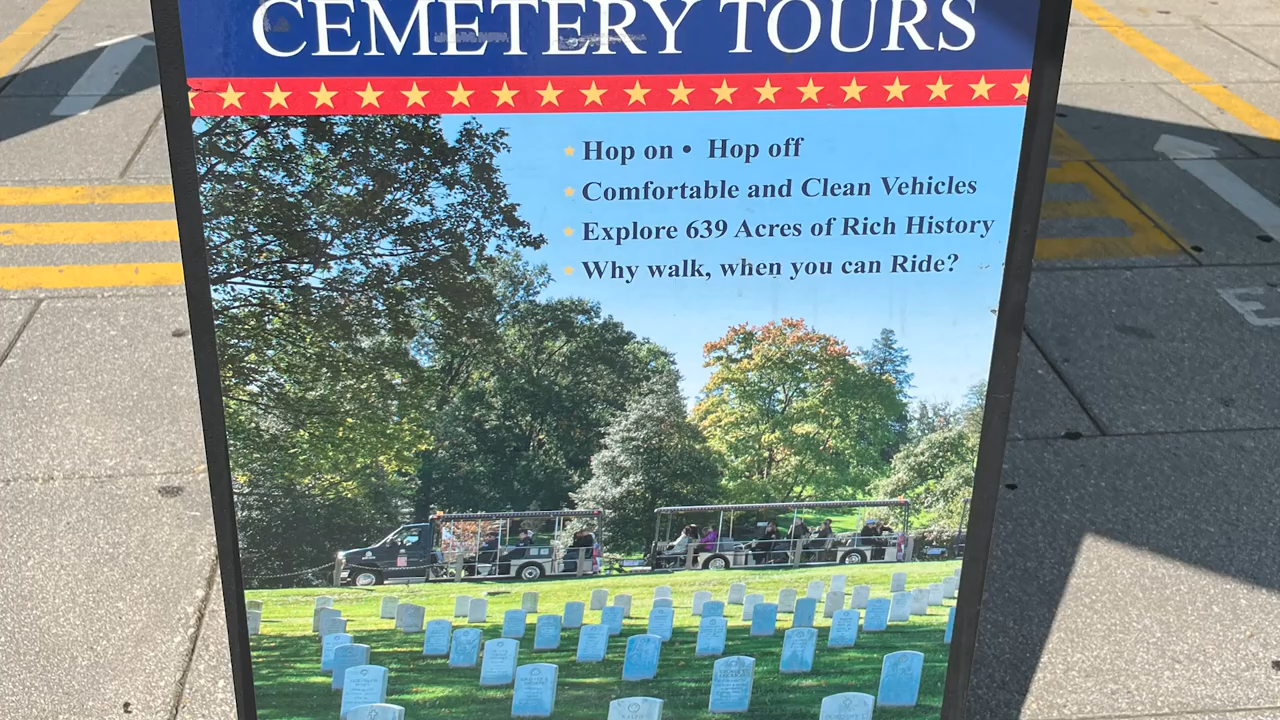 CEMETERY TOURS
Hop on • Hop off
Comfortable and Clean Vehicles
Explore 639 Acres of Rich History
Why walk, when you can Ride?